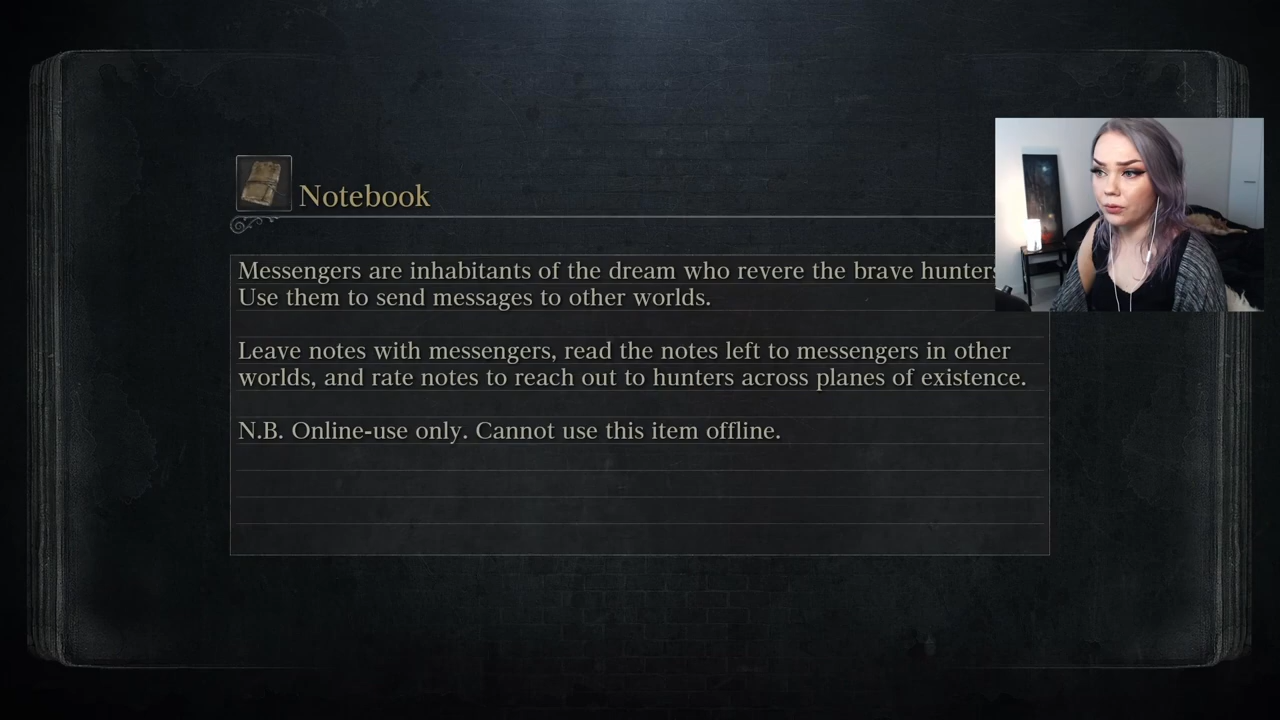 Notebook
Messengers are inhabitants of the dream who revere the brave hunters
Use them to send messages to other worlds.
Leave notes with messengers, read the notes left to messengers in other
worlds, and rate notes to reach out to hunters across planes of existence.
N.B. Online-use only. Cannot use this item offline.